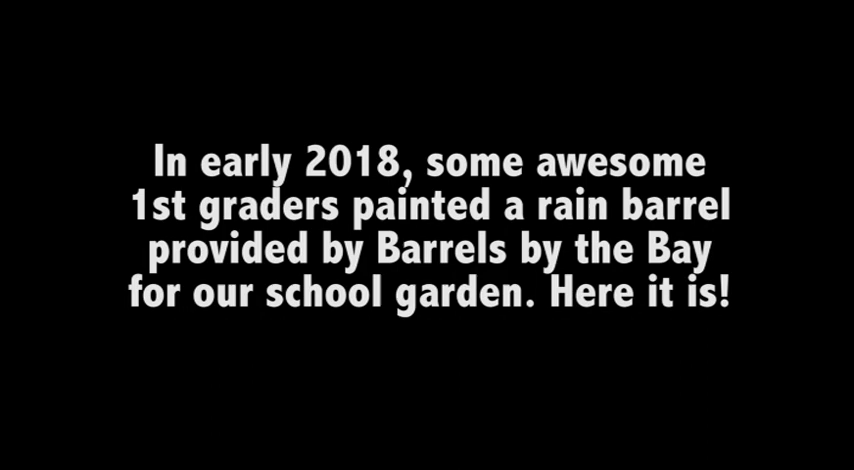 In early 2018, some awesome
1st graders painted a rain barrel
provided by Barrels by the Bay
for our school garden. Here it is!